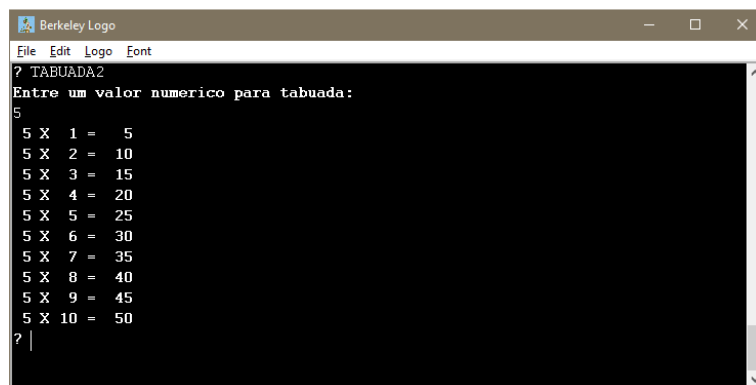 Berkeley Logo
File Edit Logo Font
? TABUADA2
Entre um valor numerico para tabuada:
5
 5 X  1 =   5
 5 X  2 =  10
 5 X  3 =  15
 5 X  4 =  20
 5 X  5 =  25
 5 X  6 =  30
 5 X  7 =  35
 5 X  8 =  40
 5 X  9 =  45
 5 X 10 =  50
?